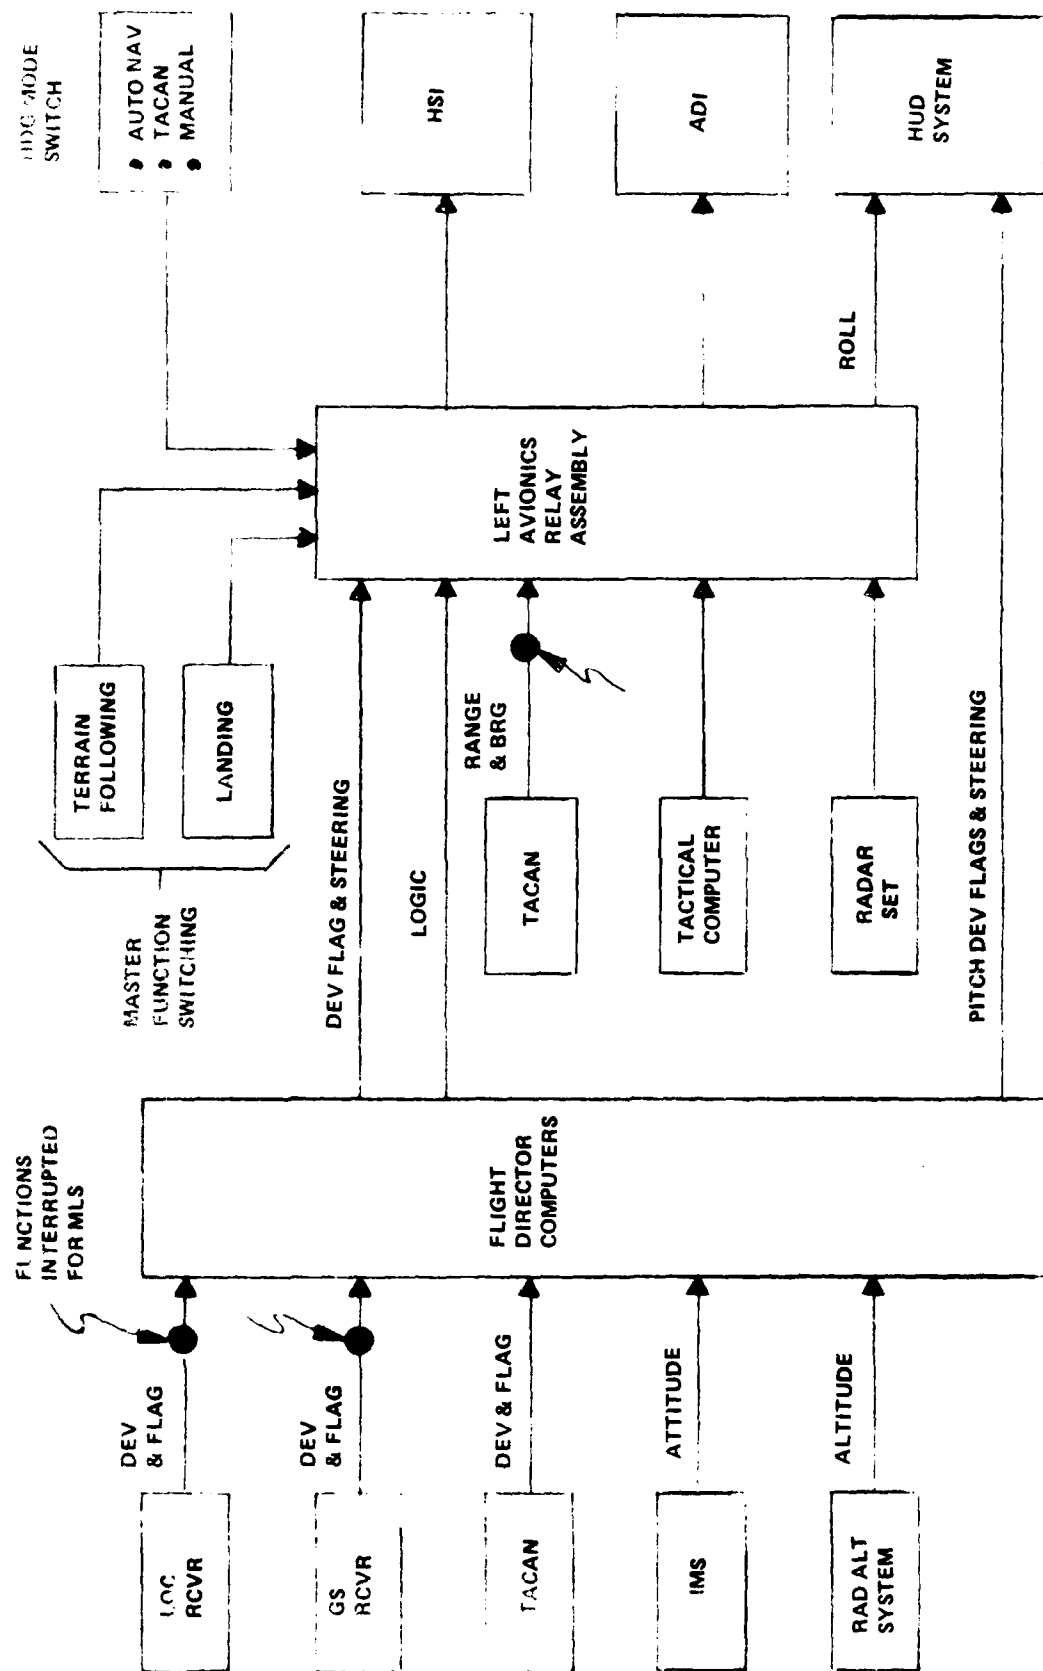 FUNCTIONS
INTERRUPTED
FOR MLS
MASTER
FUNCTION
SWITCHING
TERRAIN
FOLLOWING
LANDING
HDG MODE
SWITCH
AUTO NAV
TACAN
MANUAL
LOC
RCVR
DEV
& FLAG
GS
RCVR
DEV
& FLAG
TACAN
DEV & FLAG
IMS
ATTITUDE
RAD ALT
SYSTEM
ALTITUDE
FLIGHT
DIRECTOR
COMPUTERS
DEV FLAG & STEERING
LOGIC
TACAN
RANGE
& BRG
TACTICAL
COMPUTER
RADAR
SET
PITCH DEV FLAGS & STEERING
LEFT
AVIONICS
RELAY
ASSEMBLY
ROLL
HSI
ADI
HUD
SYSTEM